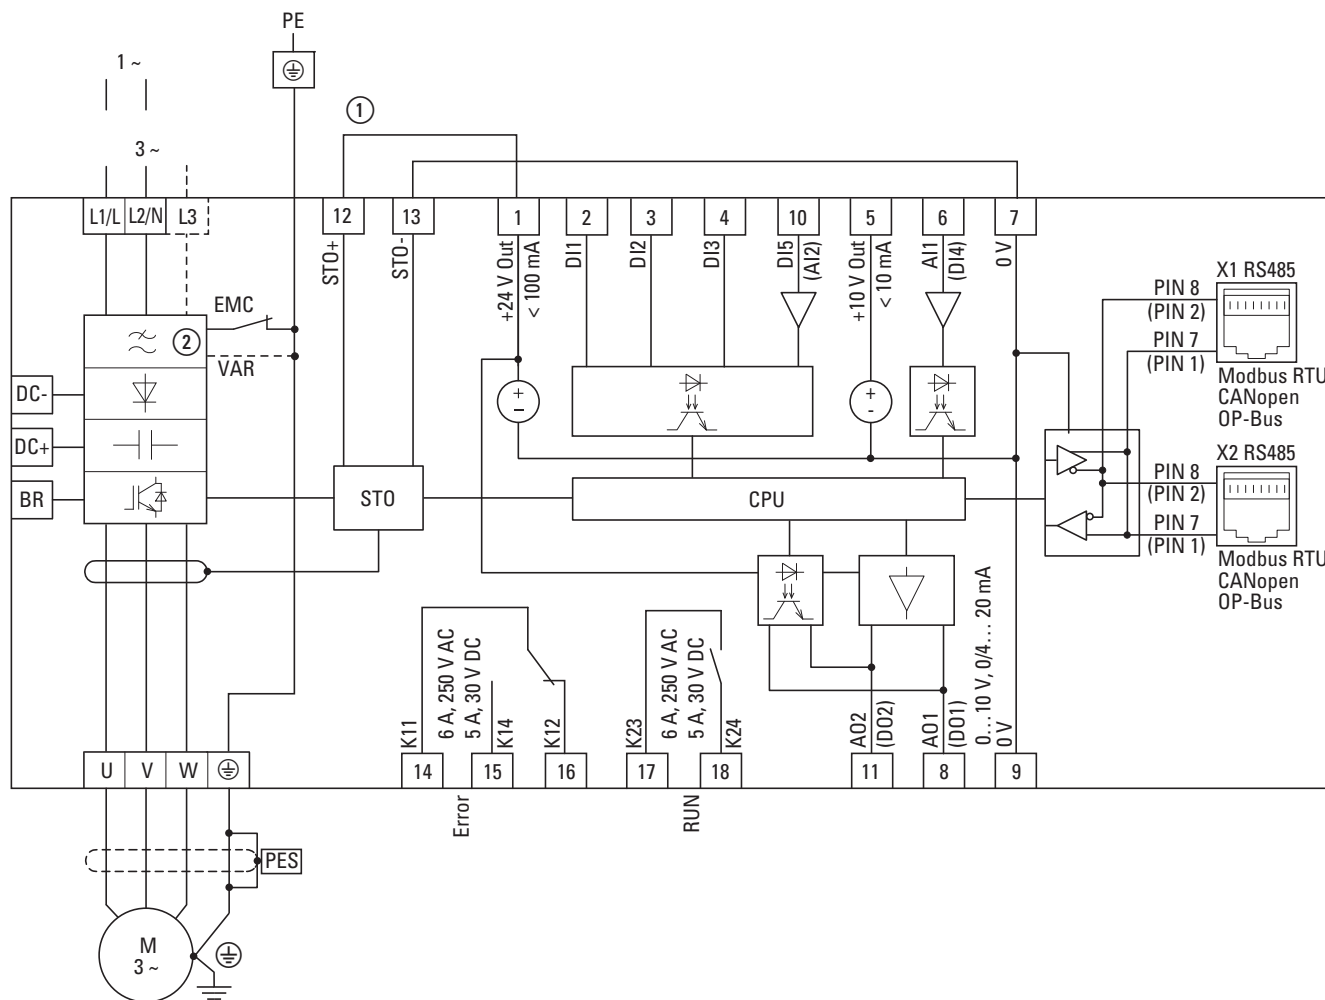 PE
1 ~
1
3 ~
L1/L
L2/N
L3
12
13
1
2
3
4
10
5
6
7
STO+
STO-
+24 V Out
< 100 mA
DI1
DI2
DI3
DI5
(AI2)
+10 V Out
< 10 mA
AI1
(DI4)
0 V
X1 RS485
PIN 8
(PIN 2)
PIN 7
(PIN 1)
Modbus RTU
CANopen
OP-Bus
EMC
2
VAR
DC-
DC+
BR
+
–
+
-
STO
CPU
X2 RS485
PIN 8
(PIN 2)
PIN 7
(PIN 1)
Modbus RTU
CANopen
OP-Bus
K11
6 A, 250 V AC
5 A, 30 V DC
K14
K12
K23
6 A, 250 V AC
5 A, 30 V DC
K24
AO2
(DO2)
AO1
(DO1)
0...10 V, 0/4... 20 mA
0 V
U
V
W
14
15
16
17
18
11
8
9
Error
RUN
PES
M
3 ~